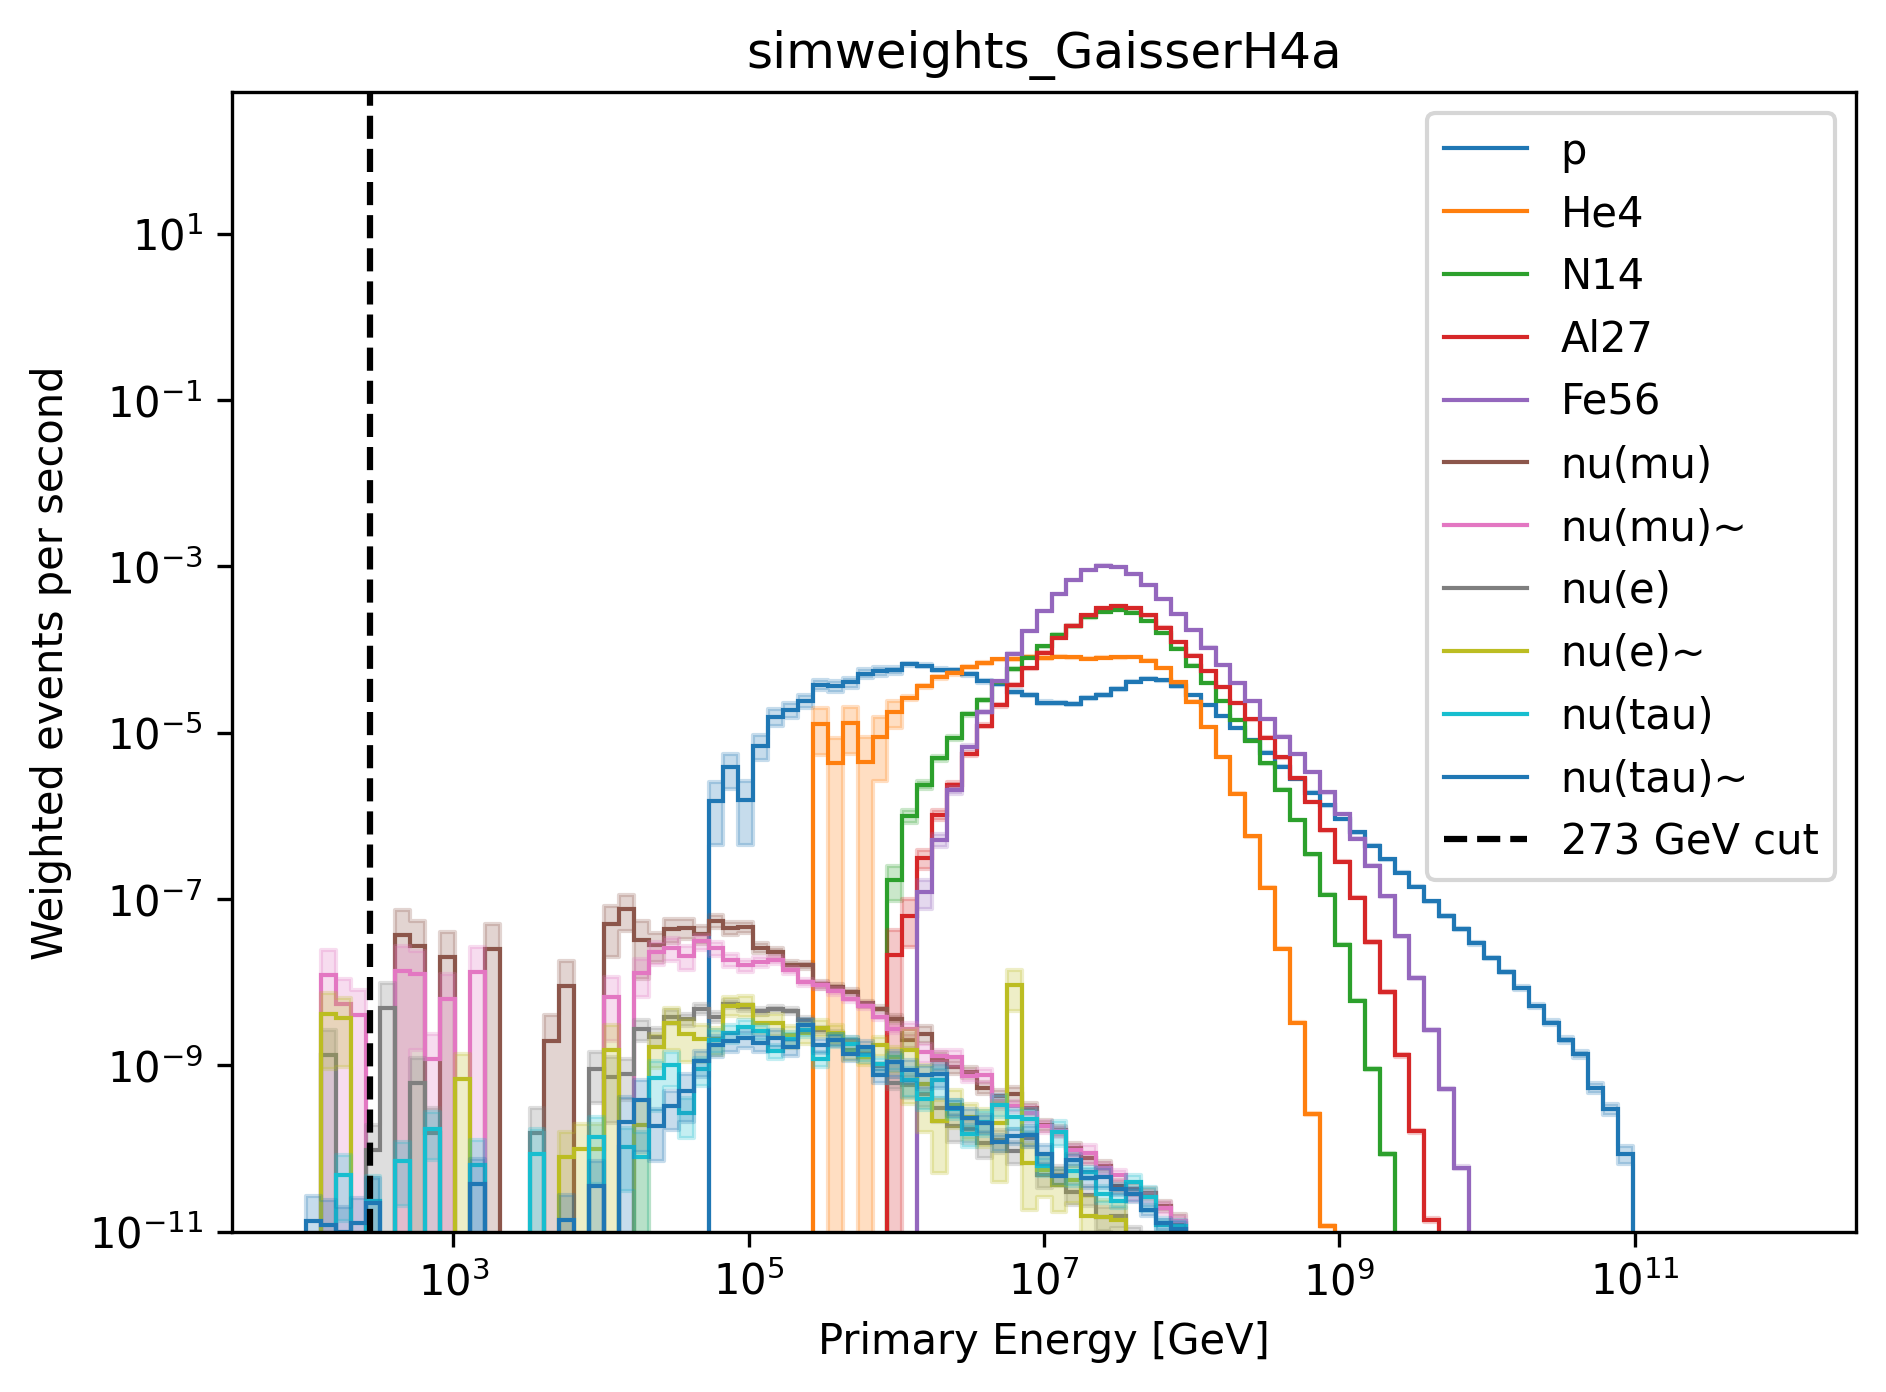 simweights_GaisserH4a
Weighted events per second
10^1
10^-1
10^-3
10^-5
10^-7
10^-9
10^-11
p
He4
N14
Al27
Fe56
nu(mu)
nu(mu)~
nu(e)
nu(e)~
nu(tau)
nu(tau)~
273 GeV cut
10^3 10^5 10^7 10^9 10^11
Primary Energy [GeV]